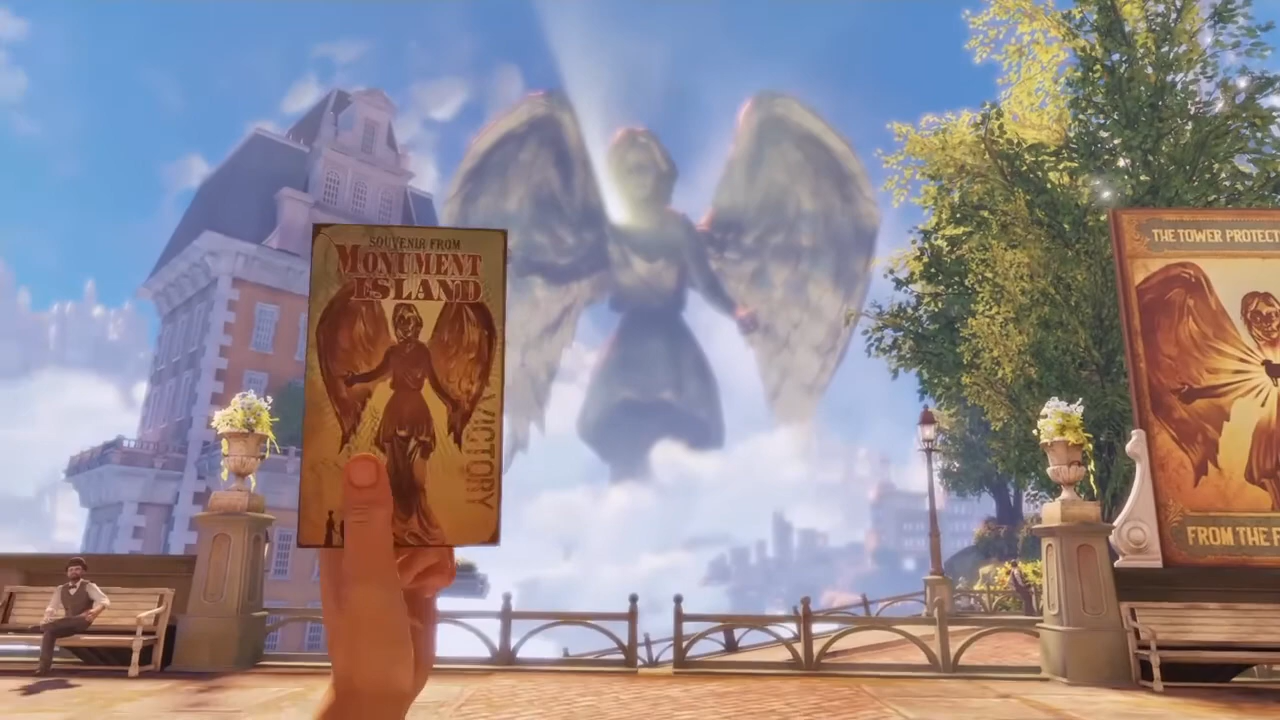 SOUVENIR FROM
MONUMENT
ISLAND
VICTORY
THE TOWER PROTECT
FROM THE F